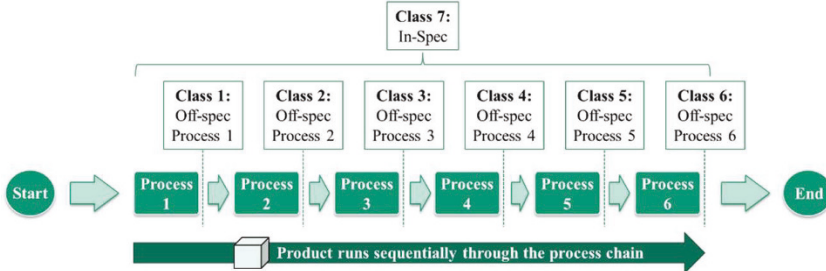 Class 7:
In-Spec
Class 1:
Off-spec
Process 1
Class 2:
Off-spec
Process 2
Class 3:
Off-spec
Process 3
Class 4:
Off-spec
Process 4
Class 5:
Off-spec
Process 5
Class 6:
Off-spec
Process 6
Start
Process
1
Process
2
Process
3
Process
4
Process
5
Process
6
End
Product runs sequentially through the process chain